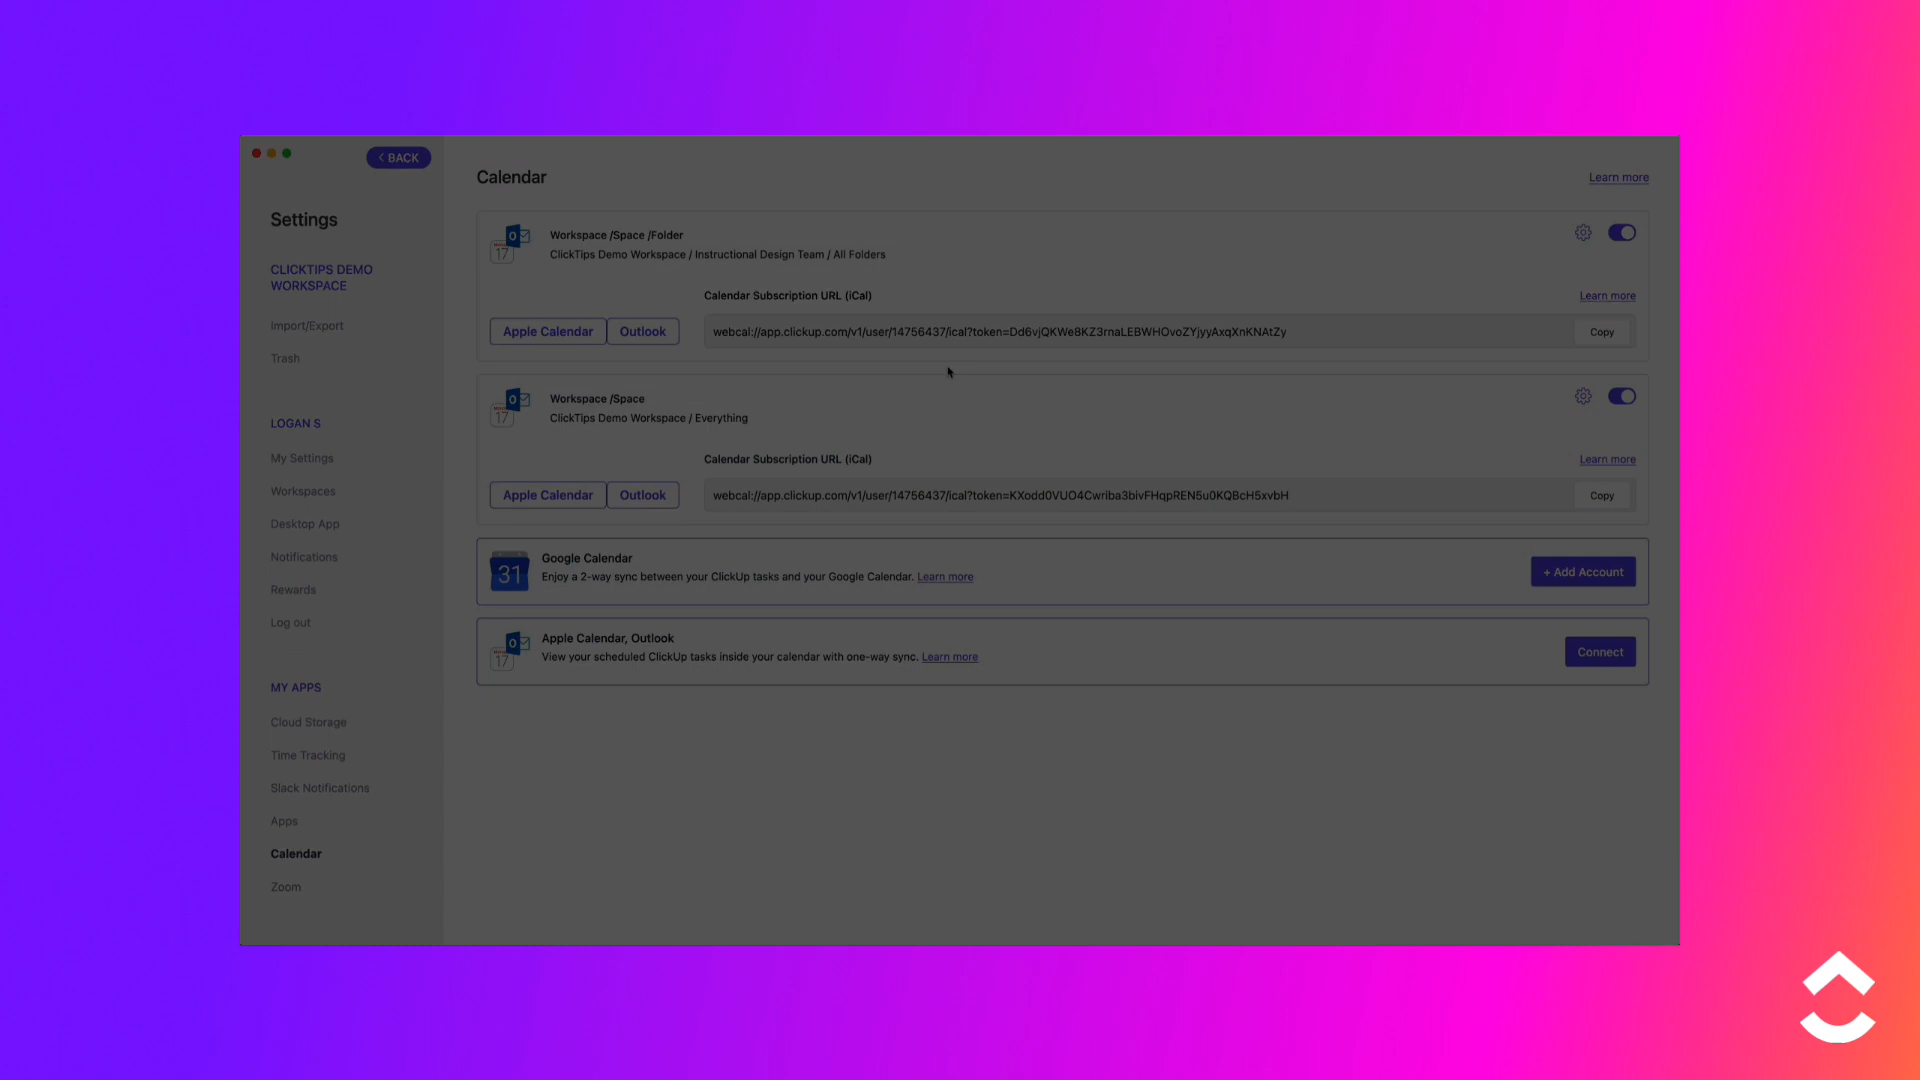 BACK
Settings
CLICKTIPS DEMO
WORKSPACE
Import/Export
Trash
LOGAN S
My Settings
Workspaces
Desktop App
Notifications
Rewards
Log out
MY APPS
Cloud Storage
Time Tracking
Slack Notifications
Apps
Calendar
Zoom
Calendar
Learn more
17
Workspace /Space /Folder
ClickTips Demo Workspace / Instructional Design Team / All Folders
Calendar Subscription URL (iCal)
Learn more
Apple Calendar
Outlook
webcal://app.clickup.com/v1/user/14756437/ical?token=Dd6vjQKWe8KZ3rnaLEBWHOvoZYjyyAxqXnKNAtZy
Copy
17
Workspace /Space
ClickTips Demo Workspace / Everything
Calendar Subscription URL (iCal)
Learn more
Apple Calendar
Outlook
webcal://app.clickup.com/v1/user/14756437/ical?token=KXodd0VUO4Cwriba3bivFHqpREN5u0KQBcH5xvbH
Copy
31
Google Calendar
Enjoy a 2-way sync between your ClickUp tasks and your Google Calendar. Learn more
+ Add Account
17
Apple Calendar, Outlook
View your scheduled ClickUp tasks inside your calendar with one-way sync. Learn more
Connect